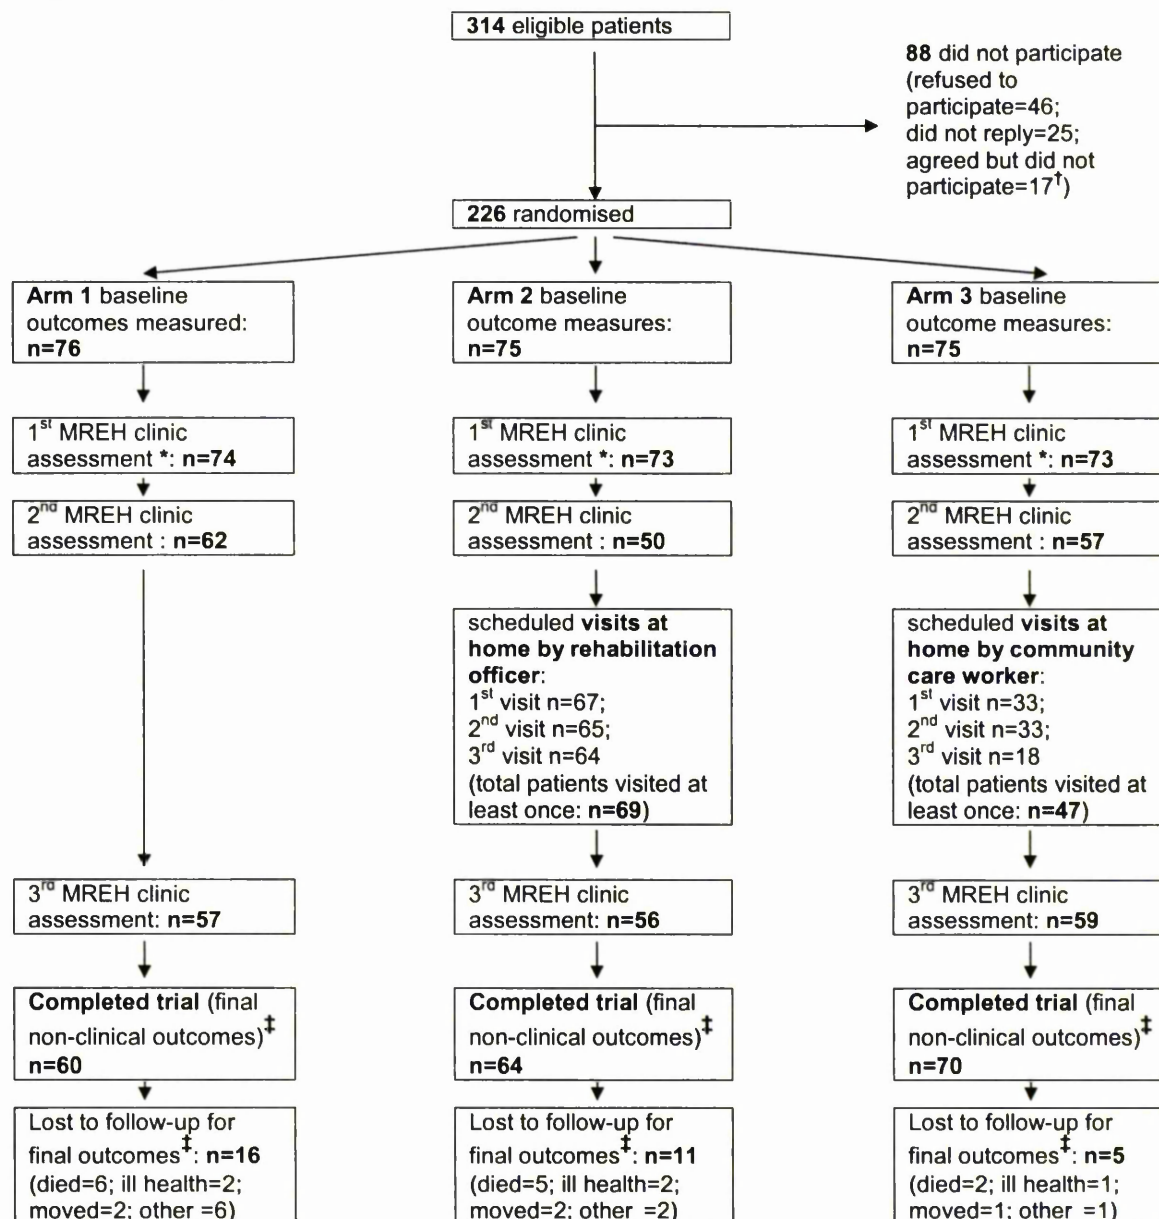 314 eligible patients
88 did not participate
(refused to
participate=46;
did not reply=25;
agreed but did not
participate=17†)
226 randomised
Arm 1 baseline
outcomes measured:
n=76
Arm 2 baseline
outcome measures:
n=75
Arm 3 baseline
outcome measures:
n=75
1st MREH clinic
assessment *: n=74
1st MREH clinic
assessment *: n=73
1st MREH clinic
assessment *: n=73
2nd MREH clinic
assessment : n=62
2nd MREH clinic
assessment : n=50
2nd MREH clinic
assessment : n=57
scheduled visits at
home by rehabilitation
officer:
1st visit n=67;
2nd visit n=65;
3rd visit n=64
(total patients visited at
least once: n=69)
scheduled visits at
home by community
care worker:
1st visit n=33;
2nd visit n=33;
3rd visit n=18
(total patients visited at
least once: n=47)
3rd MREH clinic
assessment: n=57
3rd MREH clinic
assessment: n=56
3rd MREH clinic
assessment: n=59
Completed trial (final
non-clinical outcomes)‡
n=60
Completed trial (final
non-clinical outcomes)‡
n=64
Completed trial (final
non-clinical outcomes)‡
n=70
Lost to follow-up for
final outcomes‡: n=16
(died=6; ill health=2;
moved=2; other =6)
Lost to follow-up for
final outcomes‡: n=11
(died=5; ill health=2;
moved=2; other =2)
Lost to follow-up for
final outcomes‡: n=5
(died=2; ill health=1;
moved=1; other =1)